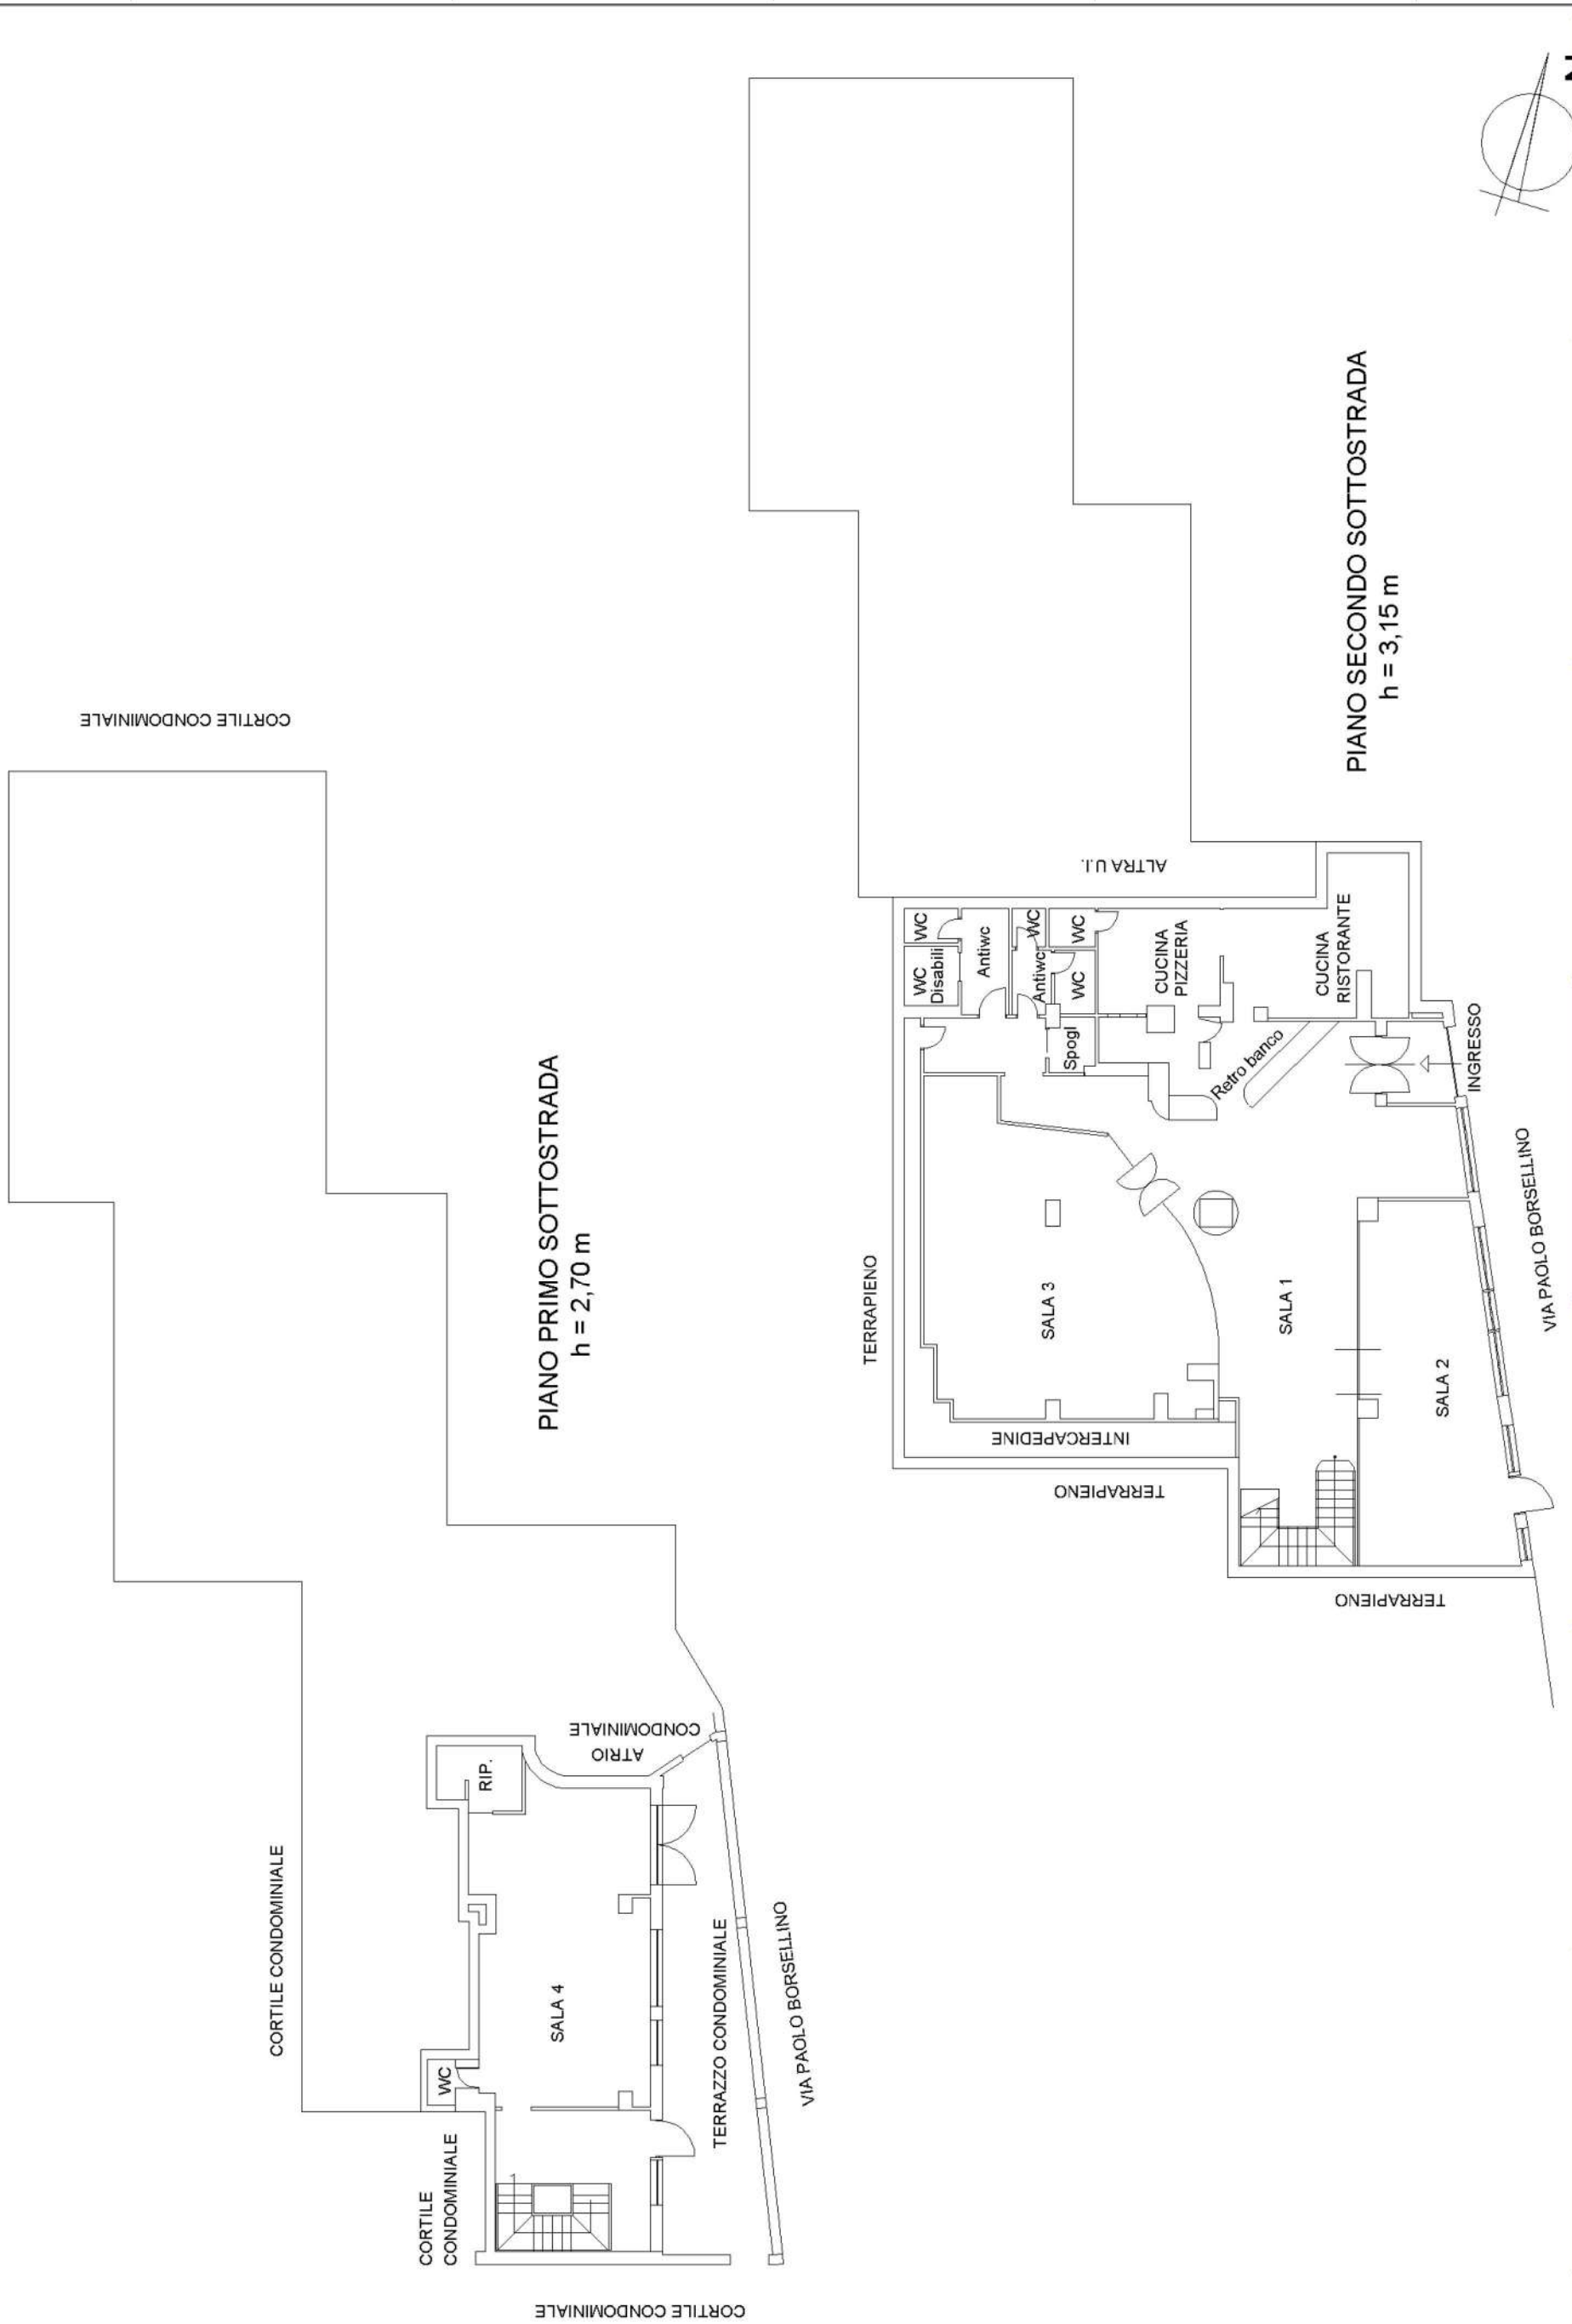 CORTILE CONDOMINIALE
CORTILE CONDOMINIALE
CORTILE
CONDOMINIALE
CORTILE CONDOMINIALE
WC
SALA 4
RIP.
ATRIO
CONDOMINIALE
TERRAZZO CONDOMINIALE
VIA PAOLO BORSELLINO
PIANO PRIMO SOTTOSTRADA
h = 2,70 m
TERRAPIENO
TERRAPIENO
TERRAPIENO
INTERCAPEDINE
ALTRA U.I.
WC
WC
Disabili
Antiwc
WC
Antiwc
WC
WC
Spogl
CUCINA
PIZZERIA
CUCINA
RISTORANTE
Retro banco
SALA 3
SALA 1
SALA 2
INGRESSO
VIA PAOLO BORSELLINO
PIANO SECONDO SOTTOSTRADA
h = 3,15 m
N